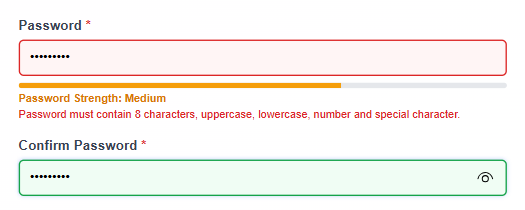 Password *
•••••••••
Password Strength: Medium
Password must contain 8 characters, uppercase, lowercase, number and special character.
Confirm Password *
•••••••••